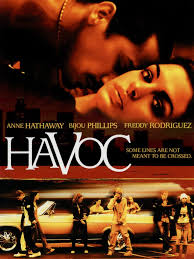 ANNE HATHAWAY BIJOU PHILLIPS FREDDY RODRIGUEZ
HAVOC
SOME LINES ARE NOT
MEANT TO BE CROSSED.